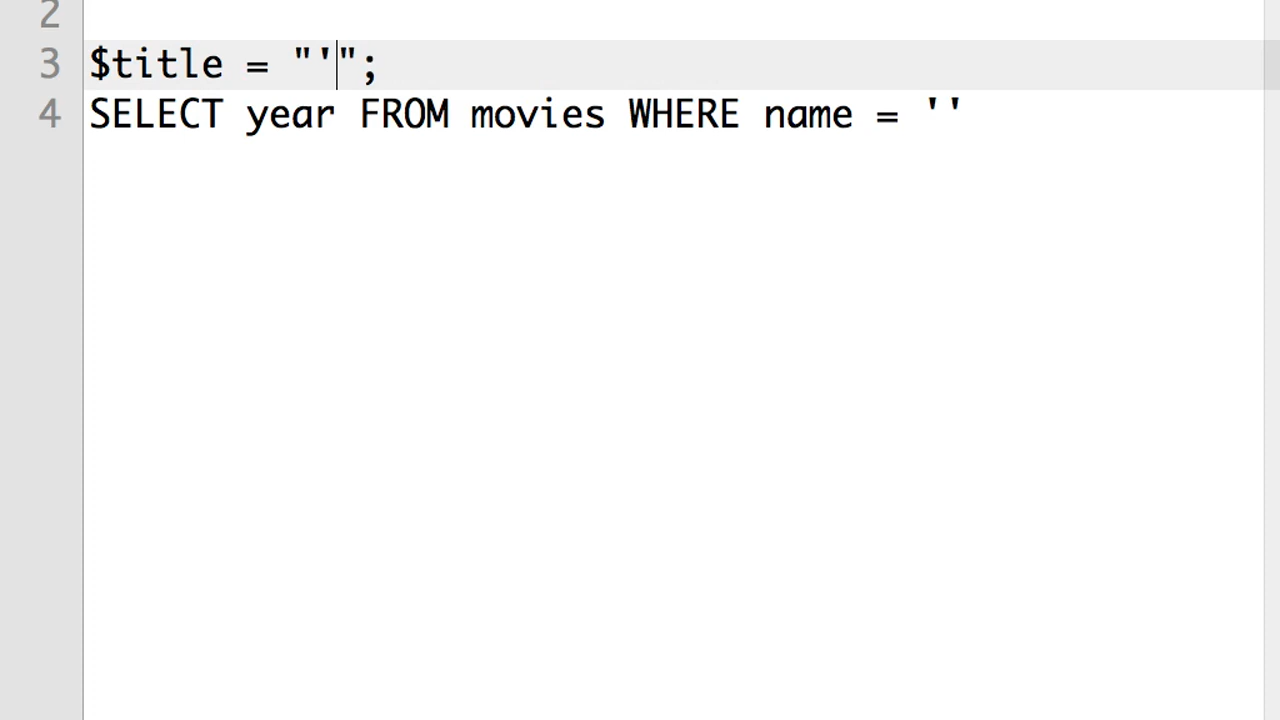 2
3 $title = "'";
4 SELECT year FROM movies WHERE name = ''